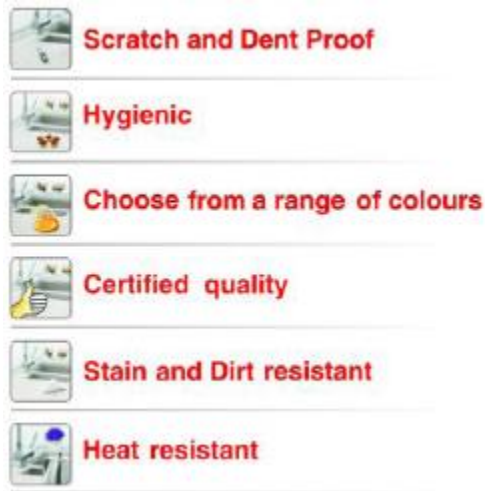 Scratch and Dent Proof
Hygienic
Choose from a range of colours
Certified quality
Stain and Dirt resistant
Heat resistant